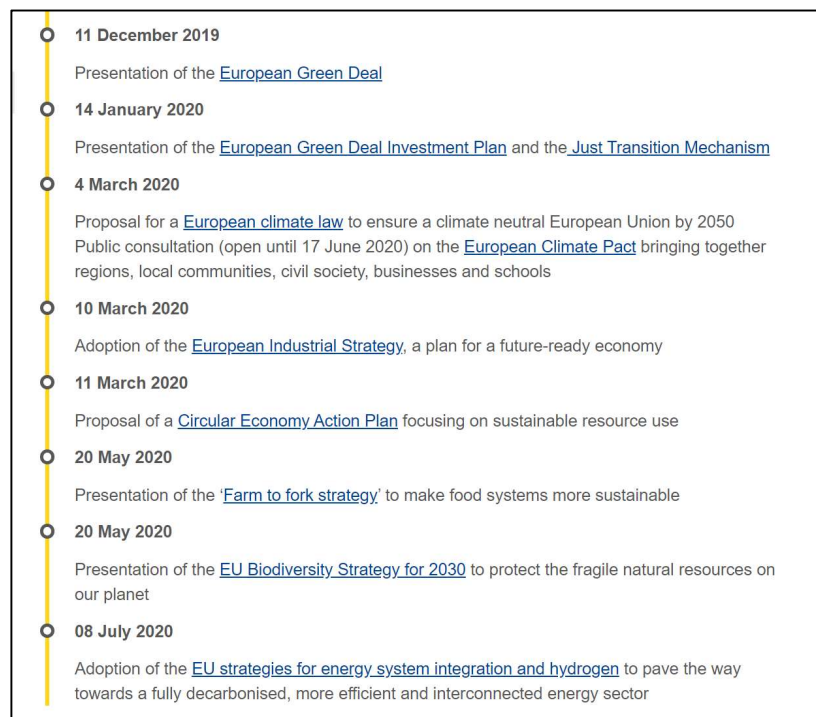 11 December 2019
Presentation of the European Green Deal
14 January 2020
Presentation of the European Green Deal Investment Plan and the Just Transition Mechanism
4 March 2020
Proposal for a European climate law to ensure a climate neutral European Union by 2050
Public consultation (open until 17 June 2020) on the European Climate Pact bringing together
regions, local communities, civil society, businesses and schools
10 March 2020
Adoption of the European Industrial Strategy, a plan for a future-ready economy
11 March 2020
Proposal of a Circular Economy Action Plan focusing on sustainable resource use
20 May 2020
Presentation of the ‘Farm to fork strategy’ to make food systems more sustainable
20 May 2020
Presentation of the EU Biodiversity Strategy for 2030 to protect the fragile natural resources on
our planet
08 July 2020
Adoption of the EU strategies for energy system integration and hydrogen to pave the way
towards a fully decarbonised, more efficient and interconnected energy sector